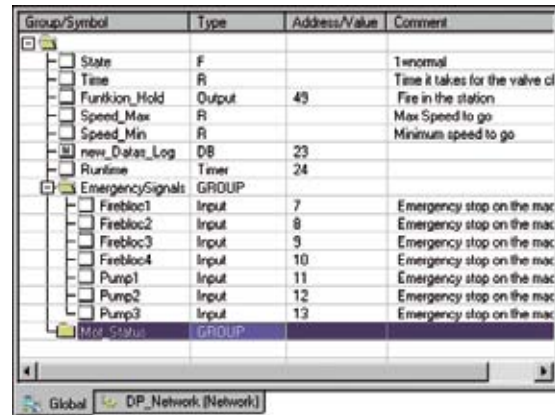 Group/Symbol Type Address/Value Comment
State F 1=normal
Time R Time it takes for the valve cl
Funtkion_Hold Output 49 Fire in the station
Speed_Max R Max Speed to go
Speed_Min R Minimum speed to go
new_Datas_Log DB 23
Runtime Timer 24
EmergencySignals GROUP
Firebloc1 Input 7 Emergency stop on the mac
Firebloc2 Input 8 Emergency stop on the mac
Firebloc3 Input 9 Emergency stop on the mac
Firebloc4 Input 10 Emergency stop on the mac
Pump1 Input 11 Emergency stop on the mac
Pump2 Input 12 Emergency stop on the mac
Pump3 Input 13 Emergency stop on the mac
Mot_Status GROUP
Global DP_Network (Network)